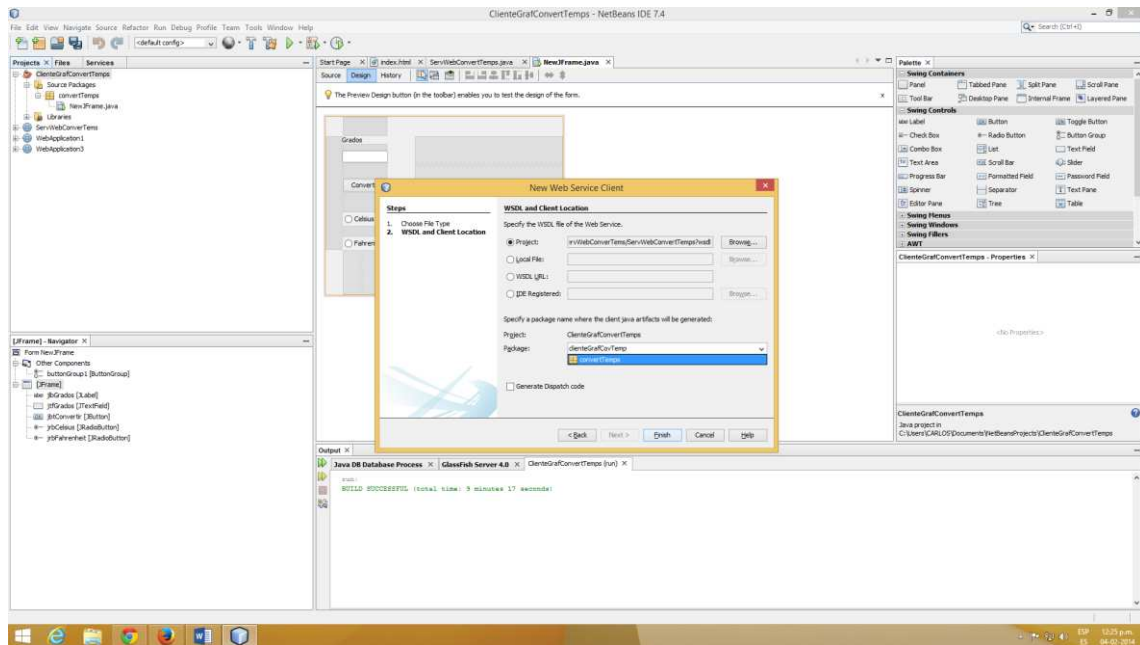 ClienteGrafConvertTemps - NetBeans IDE 7.4
File Edit View Navigate Source Refactor Run Debug Profile Team Tools Window Help
Search (Ctrl+I)
<default config>
Projects Files Services
ClienteGrafConvertTemps
Source Packages
convertTemps
NewJFrame.java
Libraries
ServWebConverTems
WebApplication1
WebApplication3
Start Page index.html ServWebConvertTemps.java NewJFrame.java
Source Design History
The Preview Design button (in the toolbar) enables you to test the design of the form.
Grados
Convert
Celsius
Fahren
New Web Service Client
Steps
1. Choose File Type
2. WSDL and Client Location
WSDL and Client Location
Specify the WSDL file of the Web Service.
Project: rvWebConverTems/ServWebConvertTemps?wsdl Browse...
Local File: Browse...
WSDL URL:
IDE Registered: Browse...
Specify a package name where the client java artifacts will be generated:
Project: ClienteGrafConvertTemps
Package: clienteGrafCovTemp
convertTemps
Generate Dispatch code
< Back Next > Finish Cancel Help
Palette
Swing Containers
Panel Tabbed Pane Split Pane Scroll Pane
Tool Bar Desktop Pane Internal Frame Layered Pane
Swing Controls
label Label Button Toggle Button
Check Box Radio Button Button Group
Combo Box List Text Field
Text Area Scroll Bar Slider
Progress Bar Formatted Field Password Field
Spinner Separator Text Pane
Editor Pane Tree Table
Swing Menus
Swing Windows
Swing Fillers
AWT
ClienteGrafConvertTemps - Properties
<No Properties>
ClienteGrafConvertTemps
Java project in
C:\Users\CARLOS\Documents\NetBeansProjects\ClienteGrafConvertTemps
[JFrame] - Navigator
Form NewJFrame
Other Components
buttonGroup1 [ButtonGroup]
[JFrame]
jlbGrados [JLabel]
jtfGrados [JTextField]
jbtConvertir [JButton]
yrbCelsius [JRadioButton]
jrbFahrenheit [JRadioButton]
Output
Java DB Database Process GlassFish Server 4.0 ClienteGrafConvertTemps (run)
run:
BUILD SUCCESSFUL (total time: 9 minutes 17 seconds)
ESP 12:25 p.m.
ES 04-02-2014